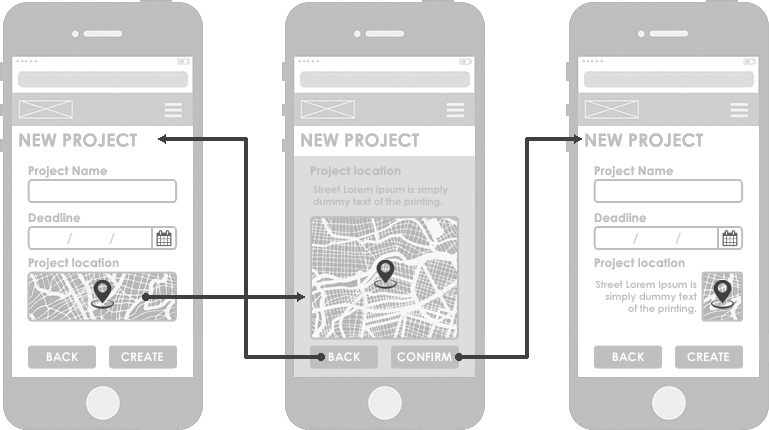 NEW PROJECT
Project Name
Deadline
/ /
Project location
BACK
CREATE
NEW PROJECT
Project location
Street Lorem Ipsum is simply
dummy text of the printing.
BACK
CONFIRM
NEW PROJECT
Project Name
Deadline
/ /
Project location
Street Lorem Ipsum is
simply dummy text
of the printing.
BACK
CREATE